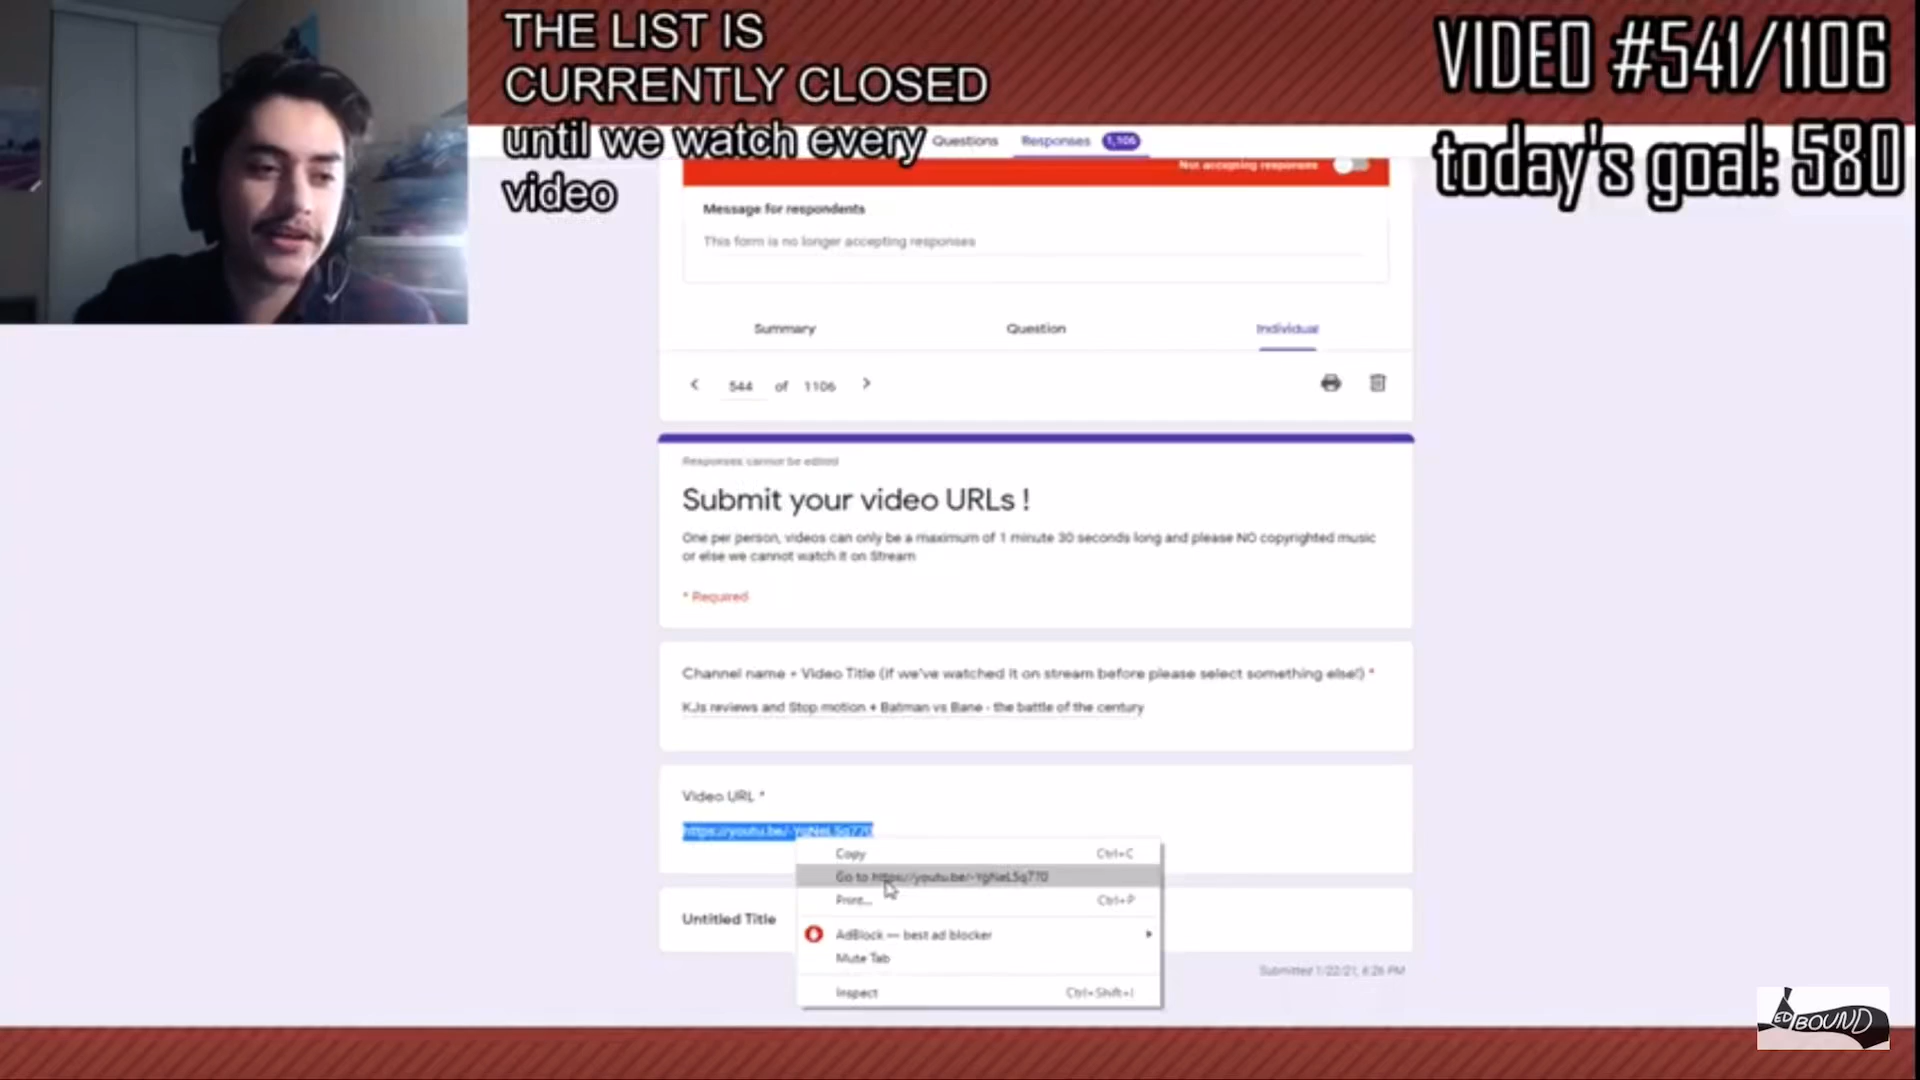 THE LIST IS
CURRENTLY CLOSED
until we watch every
video
VIDEO #541/1106
today's goal: 580
Questions
Responses
1,106
Not accepting responses
Message for respondents
This form is no longer accepting responses
Summary
Question
Individual
544 of 1106
Responses cannot be edited
Submit your video URLs !
One per person, videos can only be a maximum of 1 minute 30 seconds long and please NO copyrighted music
or else we cannot watch it on Stream
* Required
Channel name + Video Title (if we've watched it on stream before please select something else!) *
KJs reviews and Stop motion + Batman vs Bane - the battle of the century
Video URL *
Copy Ctrl+C
Go to
Print... Ctrl+P
AdBlock — best ad blocker
Mute Tab
Inspect Ctrl+Shift+I
Untitled Title
Submitted 1/22/21, PM
EDBOUND